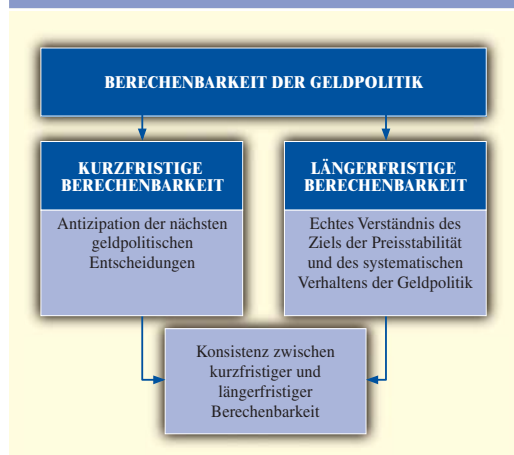 BERECHENBARKEIT DER GELDPOLITIK
KURZFRISTIGE
BERECHENBARKEIT
Antizipation der nächsten
geldpolitischen
Entscheidungen
LÄNGERFRISTIGE
BERECHENBARKEIT
Echtes Verständnis des
Ziels der Preisstabilität
und des systematischen
Verhaltens der Geldpolitik
Konsistenz zwischen
kurzfristiger und
längerfristiger
Berechenbarkeit